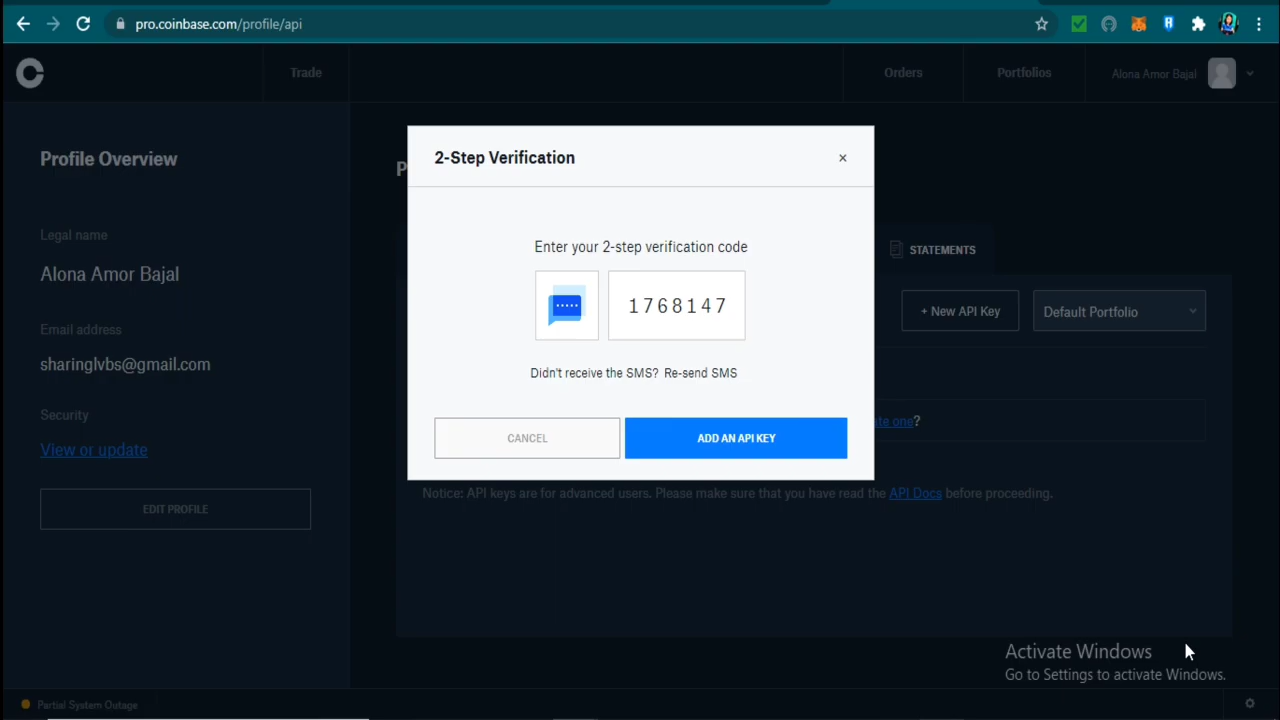 pro.coinbase.com/profile/api
Trade
Orders
Portfolios
Alona Amor Bajal
Profile Overview
Legal name
Alona Amor Bajal
Email address
sharinglvbs@gmail.com
Security
View or update
EDIT PROFILE
P
2-Step Verification
×
Enter your 2-step verification code
1768147
Didn't receive the SMS? Re-send SMS
CANCEL
ADD AN API KEY
STATEMENTS
+ New API Key
Default Portfolio
ate one?
Notice: API keys are for advanced users. Please make sure that you have read the API Docs before proceeding.
Activate Windows
Go to Settings to activate Windows.
Partial System Outage